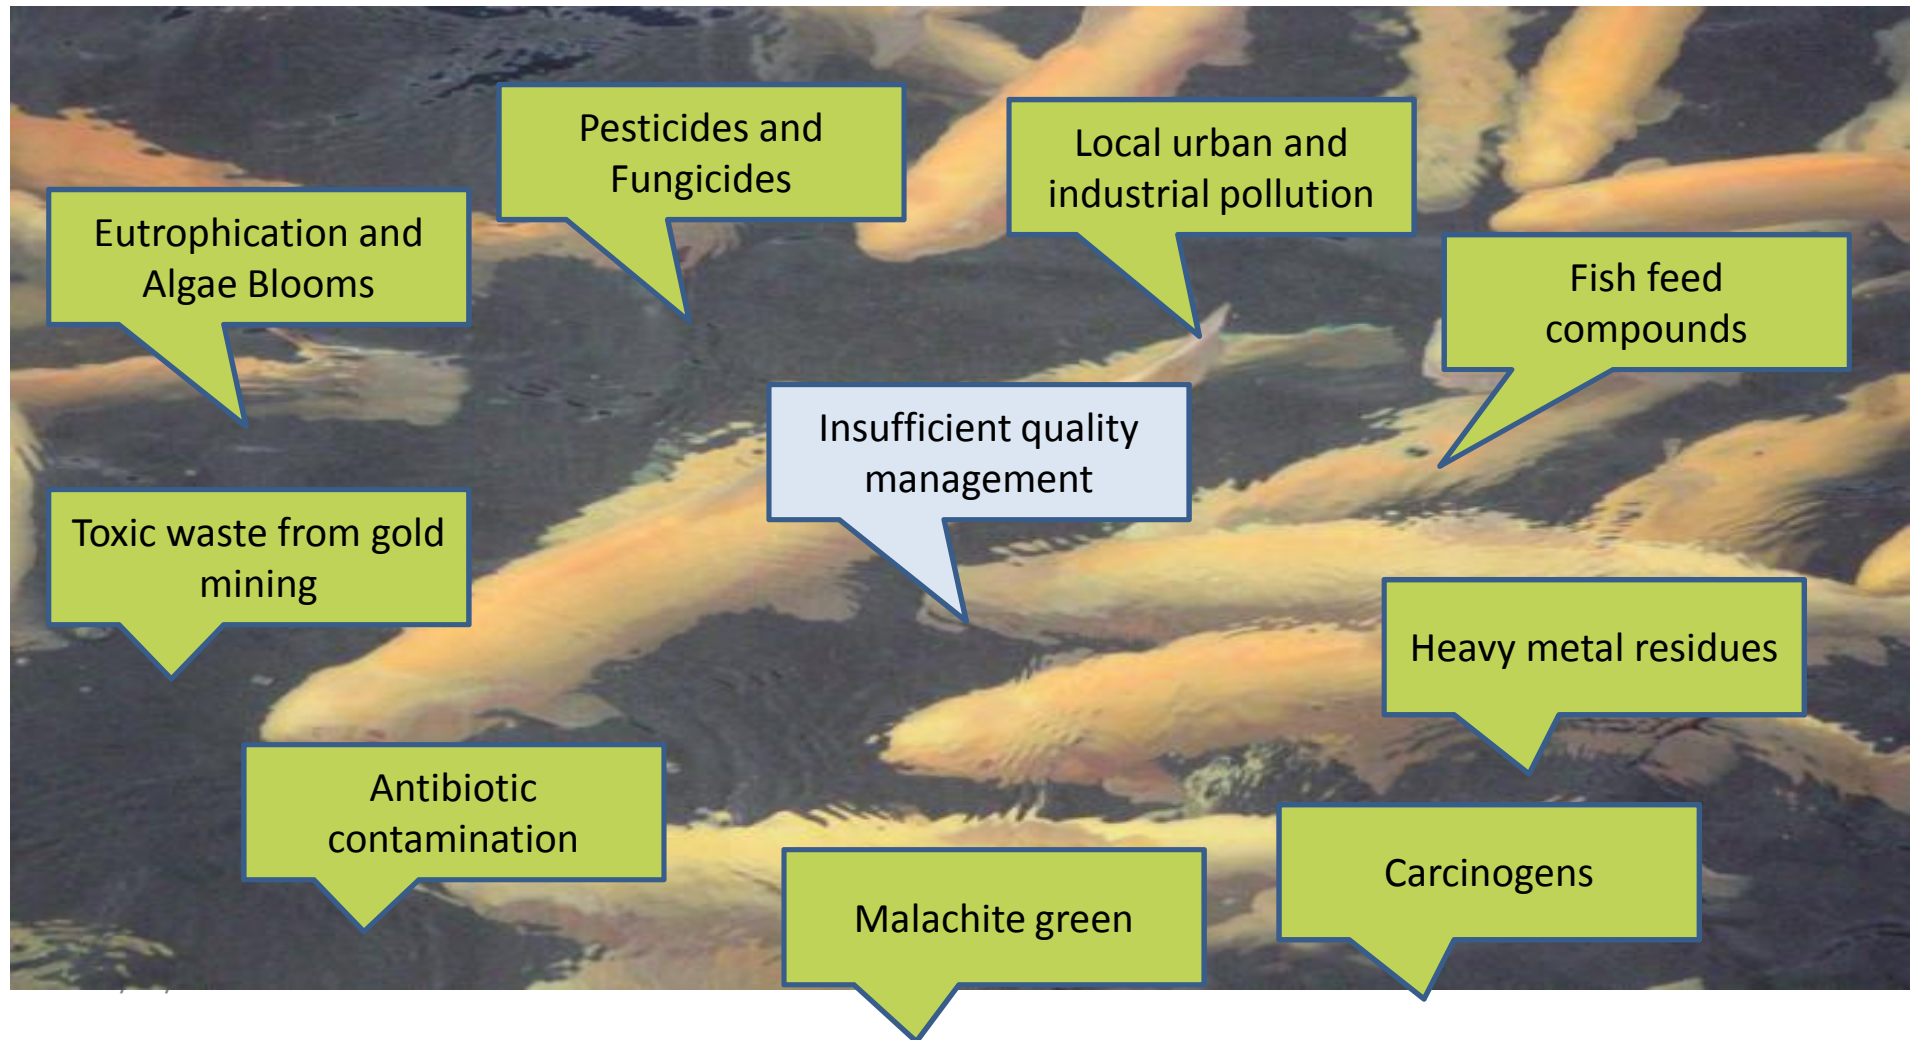 Pesticides and
Fungicides
Local urban and
industrial pollution
Eutrophication and
Algae Blooms
Fish feed
compounds
Insufficient quality
management
Toxic waste from gold
mining
Heavy metal residues
Antibiotic
contamination
Carcinogens
Malachite green